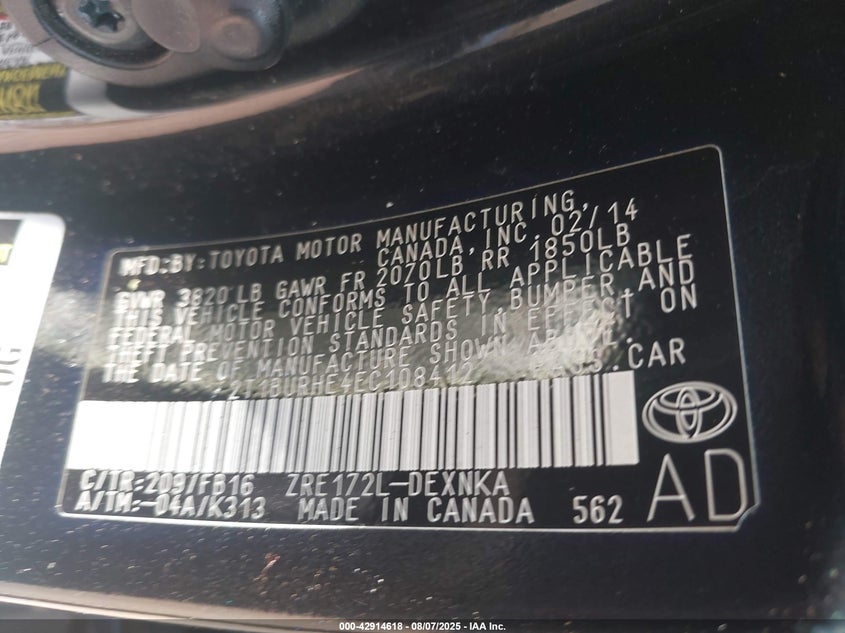 MFD.BY:TOYOTA MOTOR MANUFACTURING,
CANADA, INC. 02/14
GVWR 3820 LB GAWR FR 2070LB RR 1850LB
THIS VEHICLE CONFORMS TO ALL APPLICABLE
FEDERAL MOTOR VEHICLE SAFETY,BUMPER,AND
THEFT PREVENTION STANDARDS IN EFFECT ON
THE DATE OF MANUFACTURE SHOWN ABOVE.
2T1BURHE4EC108412 PASS.CAR
C/TR:209/FB16 ZRE172L-DEXNKA
A/TM:-04A/K313 MADE IN CANADA 562
AD
000-42914618 - 08/07/2025 - IAA Inc.